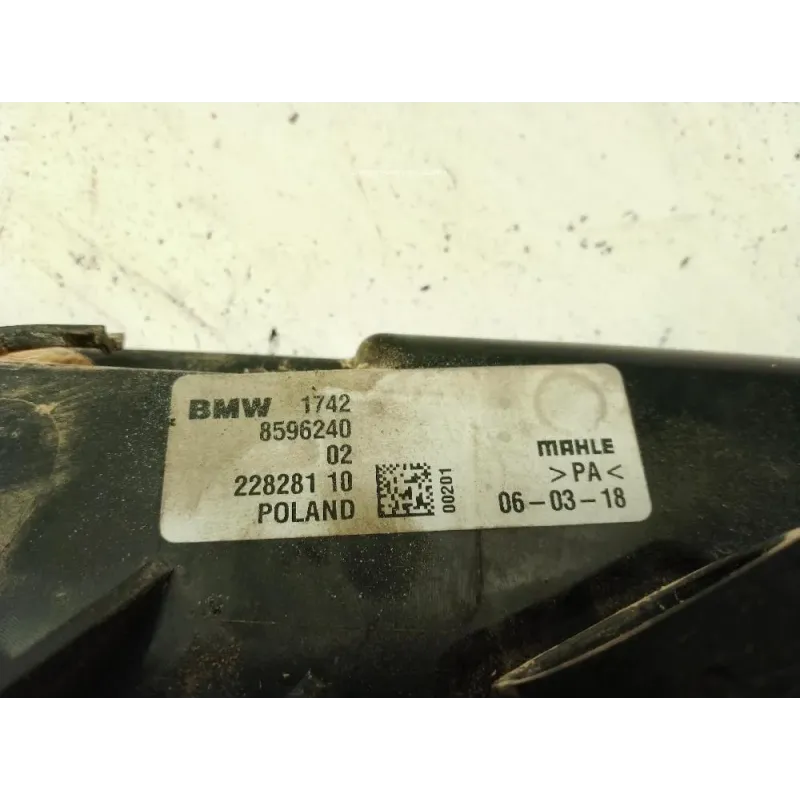 BMW 1742
8596240
02
228281 10
POLAND
00201
MAHLE
>PA<
06-03-18